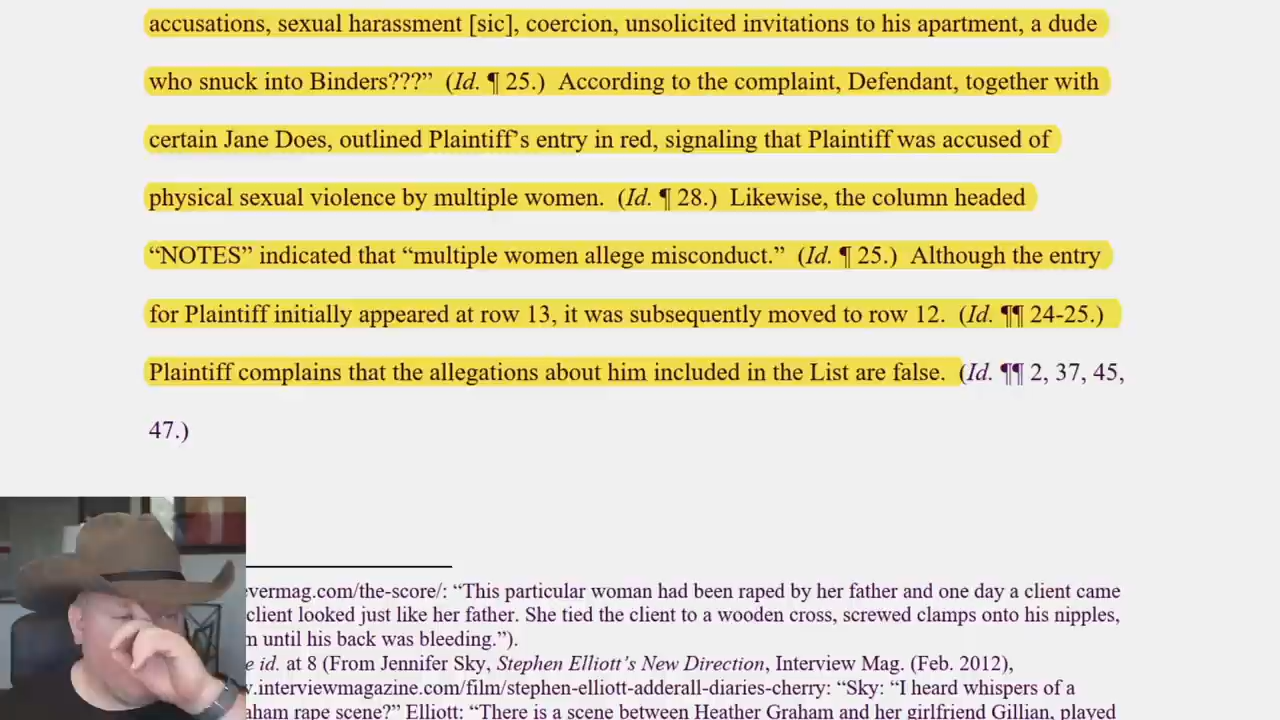 accusations, sexual harassment [sic], coercion, unsolicited invitations to his apartment, a dude
who snuck into Binders???” (Id. ¶ 25.) According to the complaint, Defendant, together with
certain Jane Does, outlined Plaintiff’s entry in red, signaling that Plaintiff was accused of
physical sexual violence by multiple women. (Id. ¶ 28.) Likewise, the column headed
“NOTES” indicated that “multiple women allege misconduct.” (Id. ¶ 25.) Although the entry
for Plaintiff initially appeared at row 13, it was subsequently moved to row 12. (Id. ¶¶ 24-25.)
Plaintiff complains that the allegations about him included in the List are false. (Id. ¶¶ 2, 37, 45,
47.)
evermag.com/the-score/: “This particular woman had been raped by her father and one day a client came
client looked just like her father. She tied the client to a wooden cross, screwed clamps onto his nipples,
until his back was bleeding.”).
id. at 8 (From Jennifer Sky, Stephen Elliott’s New Direction, Interview Mag. (Feb. 2012),
.interviewmagazine.com/film/stephen-elliott-adderall-diaries-cherry: “Sky: “I heard whispers of a
aham rape scene?” Elliott: “There is a scene between Heather Graham and her girlfriend Gillian, played